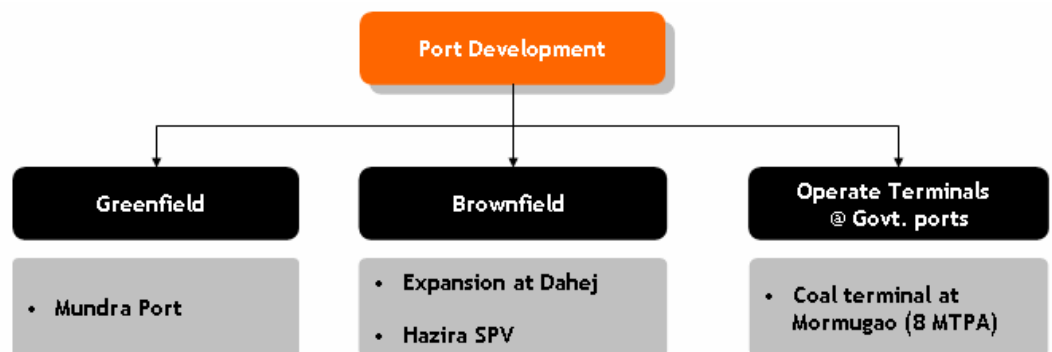 Port Development
Greenfield
Brownfield
Operate Terminals
@ Govt. ports
• Mundra Port
• Expansion at Dahej
• Hazira SPV
• Coal terminal at
Mormugao (8 MTPA)